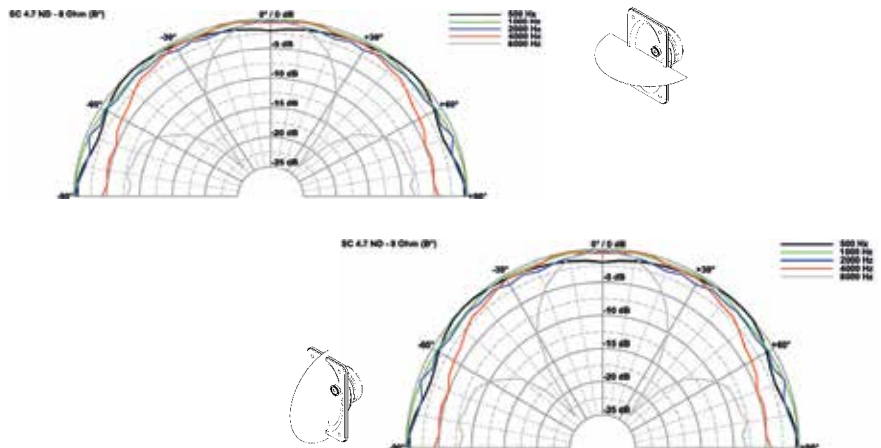 SC 4.7 ND - 8 Ohm (B*)
0° / 0 dB
-30°
+30°
-60°
+60°
-90°
+90°
-5 dB
-10 dB
-15 dB
-20 dB
-25 dB
500 Hz
1000 Hz
2000 Hz
4000 Hz
8000 Hz
SC 4.7 ND - 8 Ohm (B*)
0° / 0 dB
-30°
+30°
-60°
+60°
-90°
+90°
-5 dB
-10 dB
-15 dB
-20 dB
-25 dB
500 Hz
1000 Hz
2000 Hz
4000 Hz
8000 Hz